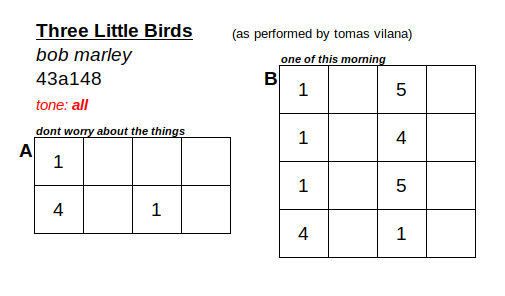 Three Little Birds
(as performed by tomas vilana)
bob marley
43a148
tone: all
dont worry about the things
A
1
4 1
one of this morning
B
1 5
1 4
1 5
4 1